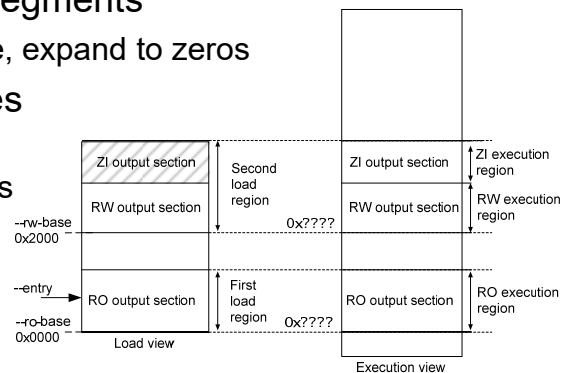 egments
e, expand to zeros
es
s
ZI output section
RW output section
--rw-base
0x2000
--entry
RO output section
--ro-base
0x0000
Load view
Second
load
region
0x????
First
load
region
0x????
ZI output section
RW output section
RO output section
Execution view
ZI execution
region
RW execution
region
RO execution
region